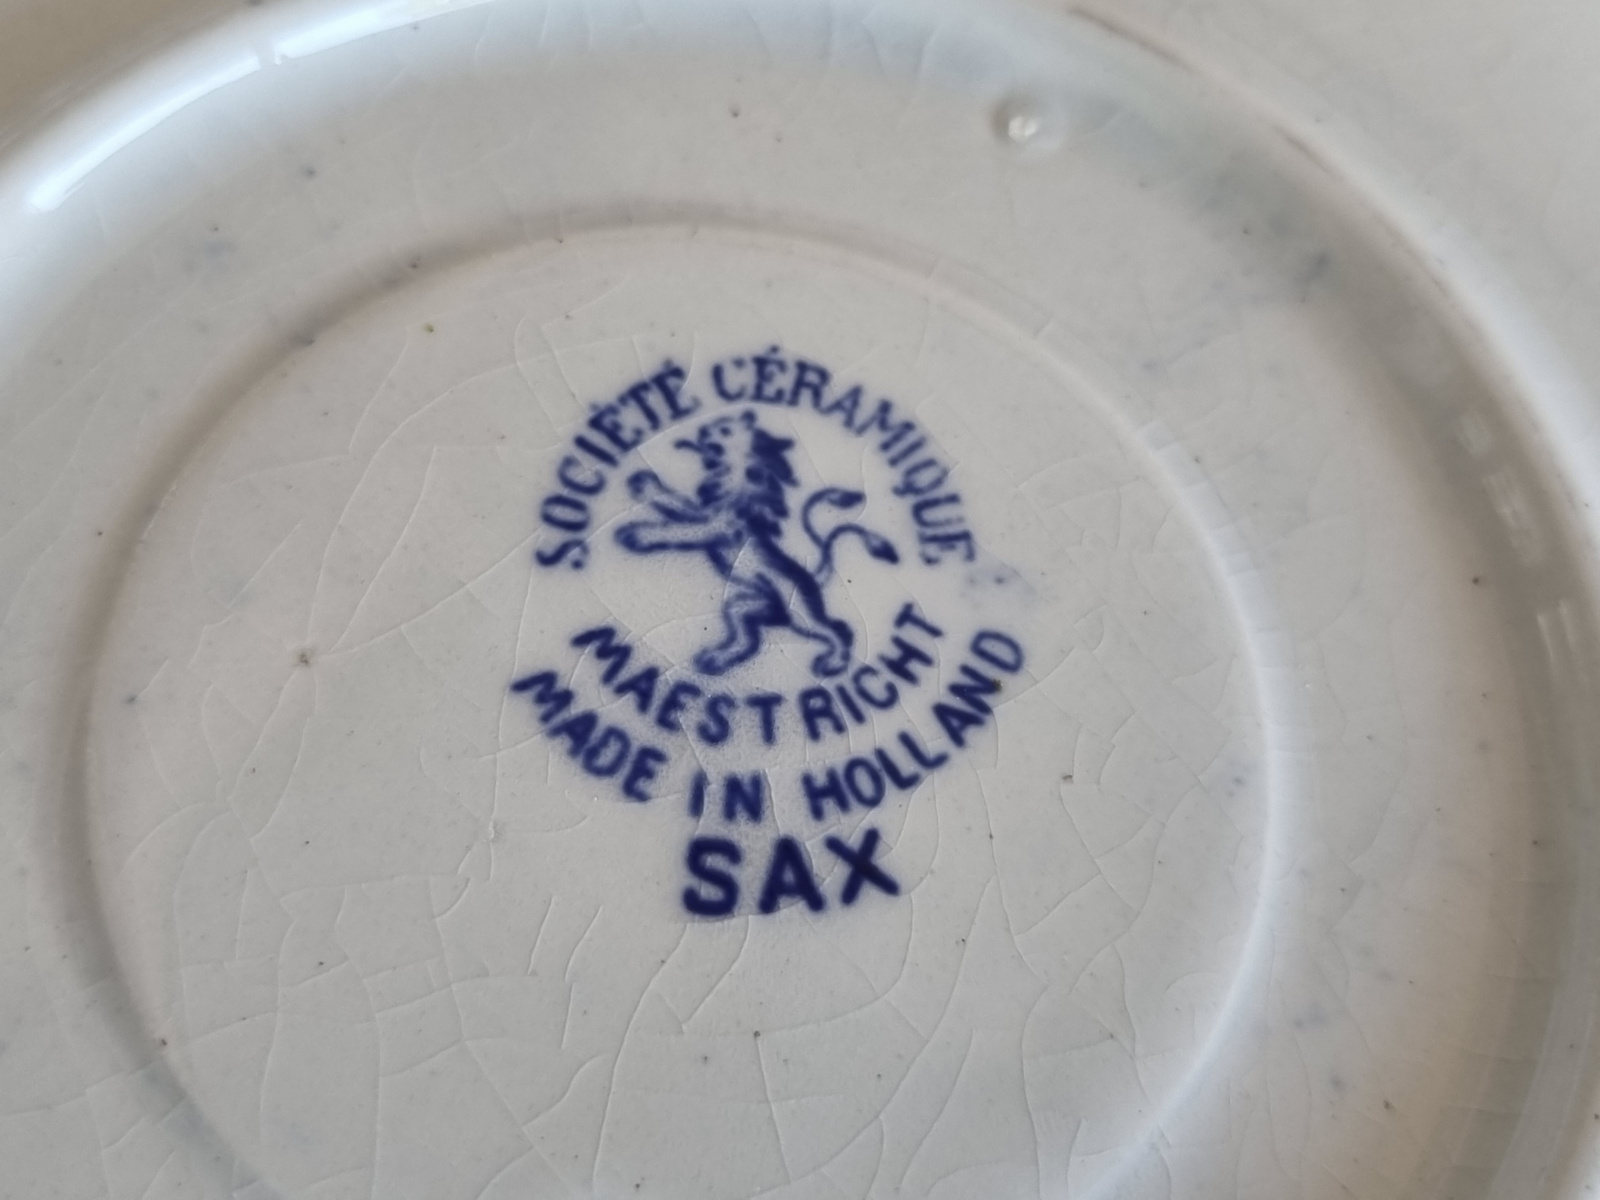 SOCIÉTÉ CÉRAMIQUE
MAESTRICHT
MADE IN HOLLAND
SAX